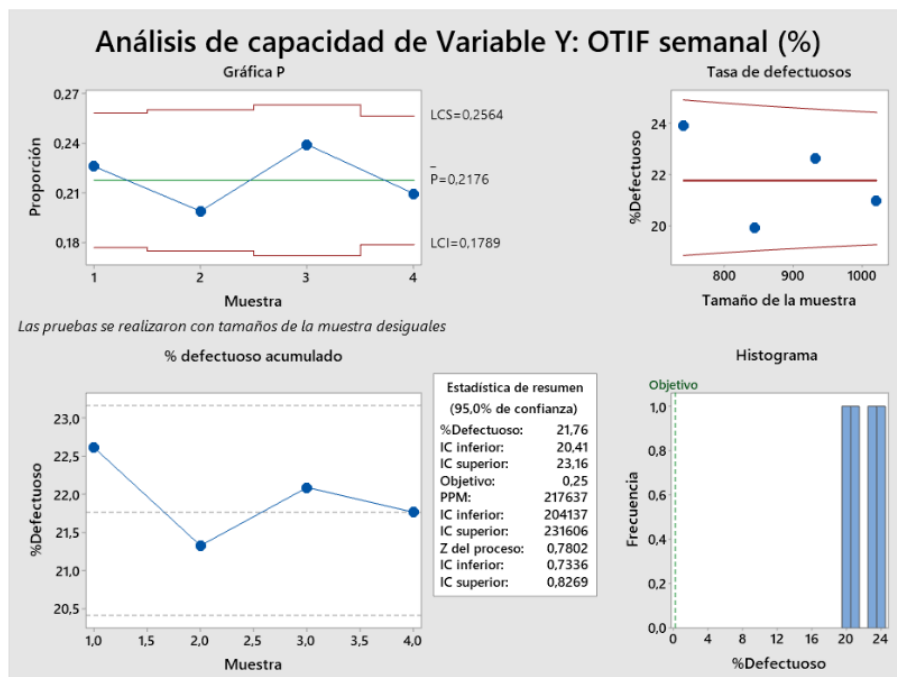 Análisis de capacidad de Variable Y: OTIF semanal (%)
Gráfica P
0,27
0,24
0,21
0,18
Proporción
1 2 3 4
Muestra
LCS=0,2564
_
P=0,2176
LCI=0,1789
Tasa de defectuosos
24
22
20
%Defectuoso
800 900 1000
Tamaño de la muestra
Las pruebas se realizaron con tamaños de la muestra desiguales
% defectuoso acumulado
23,0
22,5
22,0
21,5
21,0
20,5
%Defectuoso
1,0 1,5 2,0 2,5 3,0 3,5 4,0
Muestra
Estadística de resumen
(95,0% de confianza)
%Defectuoso: 21,76
IC inferior: 20,41
IC superior: 23,16
Objetivo: 0,25
PPM: 217637
IC inferior: 204137
IC superior: 231606
Z del proceso: 0,7802
IC inferior: 0,7336
IC superior: 0,8269
Histograma
Objetivo
1,0
0,8
0,6
0,4
0,2
0,0
Frecuencia
0 4 8 12 16 20 24
%Defectuoso